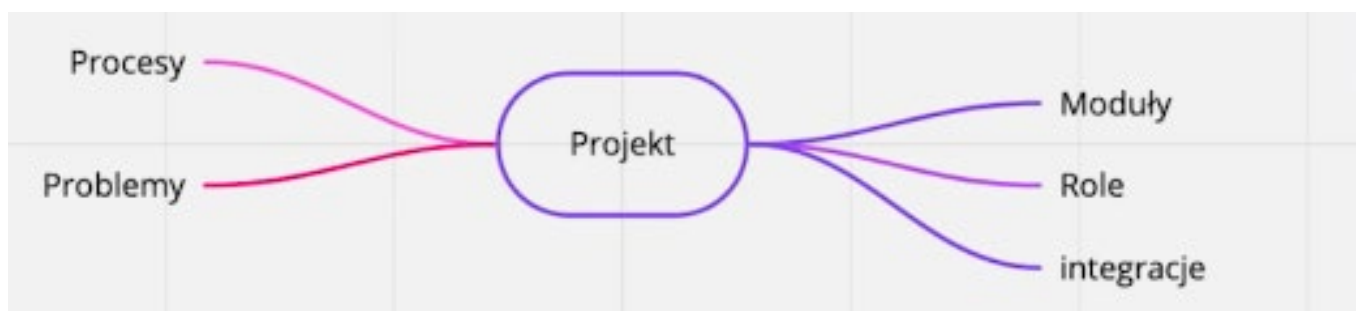 Procesy
Problemy
Projekt
Moduły
Role
integracje